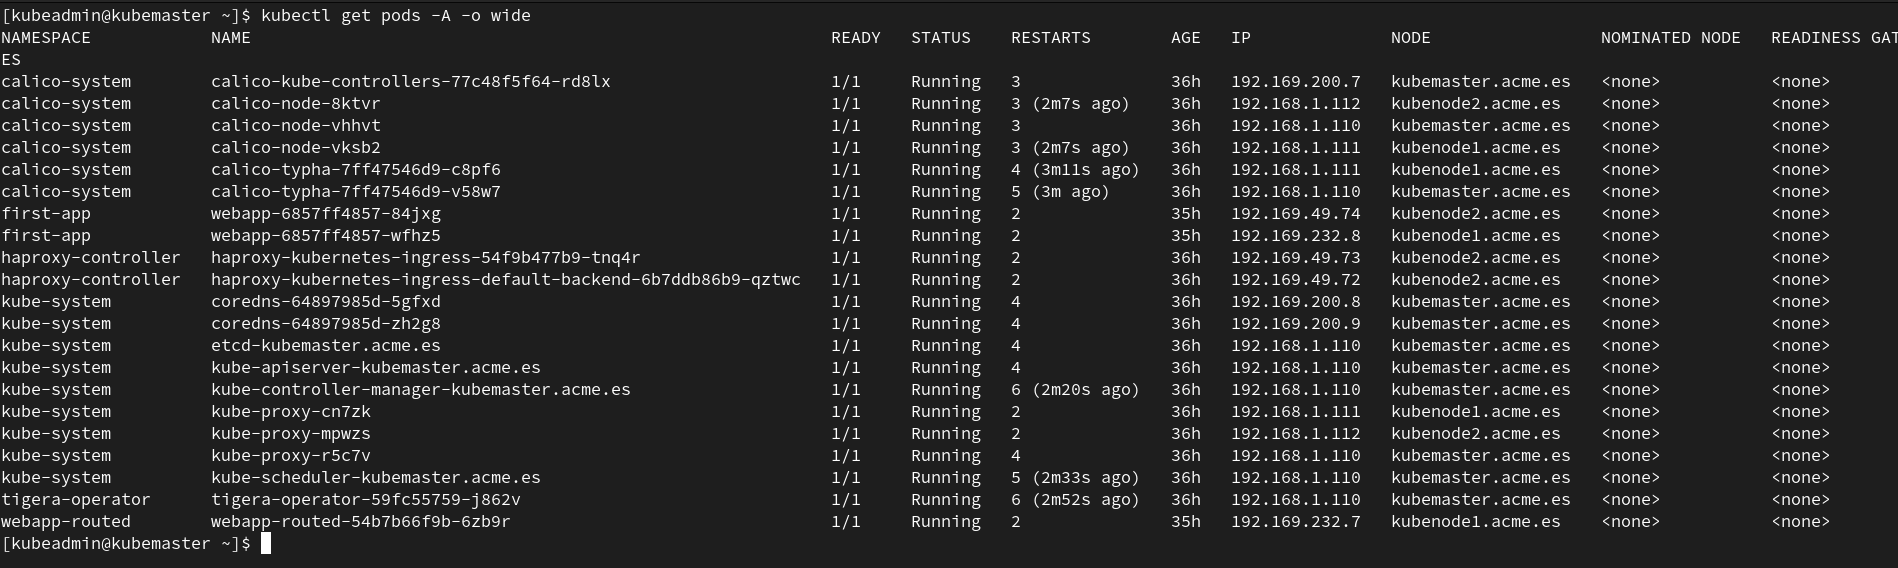 [kubeadmin@kubemaster ~]$ kubectl get pods -A -o wide
NAMESPACE            NAME                                                          READY   STATUS    RESTARTS        AGE   IP              NODE                 NOMINATED NODE   READINESS GAT
ES
calico-system        calico-kube-controllers-77c48f5f64-rd8lx                      1/1     Running   3               36h   192.169.200.7   kubemaster.acme.es   <none>           <none>
calico-system        calico-node-8ktvr                                             1/1     Running   3 (2m7s ago)    36h   192.168.1.112   kubenode2.acme.es    <none>           <none>
calico-system        calico-node-vhhvt                                             1/1     Running   3               36h   192.168.1.110   kubemaster.acme.es   <none>           <none>
calico-system        calico-node-vksb2                                             1/1     Running   3 (2m7s ago)    36h   192.168.1.111   kubenode1.acme.es    <none>           <none>
calico-system        calico-typha-7ff47546d9-c8pf6                                 1/1     Running   4 (3m11s ago)   36h   192.168.1.111   kubenode1.acme.es    <none>           <none>
calico-system        calico-typha-7ff47546d9-v58w7                                 1/1     Running   5 (3m ago)      36h   192.168.1.110   kubemaster.acme.es   <none>           <none>
first-app            webapp-6857ff4857-84jxg                                       1/1     Running   2               35h   192.169.49.74   kubenode2.acme.es    <none>           <none>
first-app            webapp-6857ff4857-wfhz5                                       1/1     Running   2               35h   192.169.232.8   kubenode1.acme.es    <none>           <none>
haproxy-controller   haproxy-kubernetes-ingress-54f9b477b9-tnq4r                   1/1     Running   2               36h   192.169.49.73   kubenode2.acme.es    <none>           <none>
haproxy-controller   haproxy-kubernetes-ingress-default-backend-6b7ddb86b9-qztwc   1/1     Running   2               36h   192.169.49.72   kubenode2.acme.es    <none>           <none>
kube-system          coredns-64897985d-5gfxd                                       1/1     Running   4               36h   192.169.200.8   kubemaster.acme.es   <none>           <none>
kube-system          coredns-64897985d-zh2g8                                       1/1     Running   4               36h   192.169.200.9   kubemaster.acme.es   <none>           <none>
kube-system          etcd-kubemaster.acme.es                                       1/1     Running   4               36h   192.168.1.110   kubemaster.acme.es   <none>           <none>
kube-system          kube-apiserver-kubemaster.acme.es                             1/1     Running   4               36h   192.168.1.110   kubemaster.acme.es   <none>           <none>
kube-system          kube-controller-manager-kubemaster.acme.es                    1/1     Running   6 (2m20s ago)   36h   192.168.1.110   kubemaster.acme.es   <none>           <none>
kube-system          kube-proxy-cn7zk                                              1/1     Running   2               36h   192.168.1.111   kubenode1.acme.es    <none>           <none>
kube-system          kube-proxy-mpwzs                                              1/1     Running   2               36h   192.168.1.112   kubenode2.acme.es    <none>           <none>
kube-system          kube-proxy-r5c7v                                              1/1     Running   4               36h   192.168.1.110   kubemaster.acme.es   <none>           <none>
kube-system          kube-scheduler-kubemaster.acme.es                             1/1     Running   5 (2m33s ago)   36h   192.168.1.110   kubemaster.acme.es   <none>           <none>
tigera-operator      tigera-operator-59fc55759-j862v                               1/1     Running   6 (2m52s ago)   36h   192.168.1.110   kubemaster.acme.es   <none>           <none>
webapp-routed        webapp-routed-54b7b66f9b-6zb9r                                1/1     Running   2               35h   192.169.232.7   kubenode1.acme.es    <none>           <none>
[kubeadmin@kubemaster ~]$